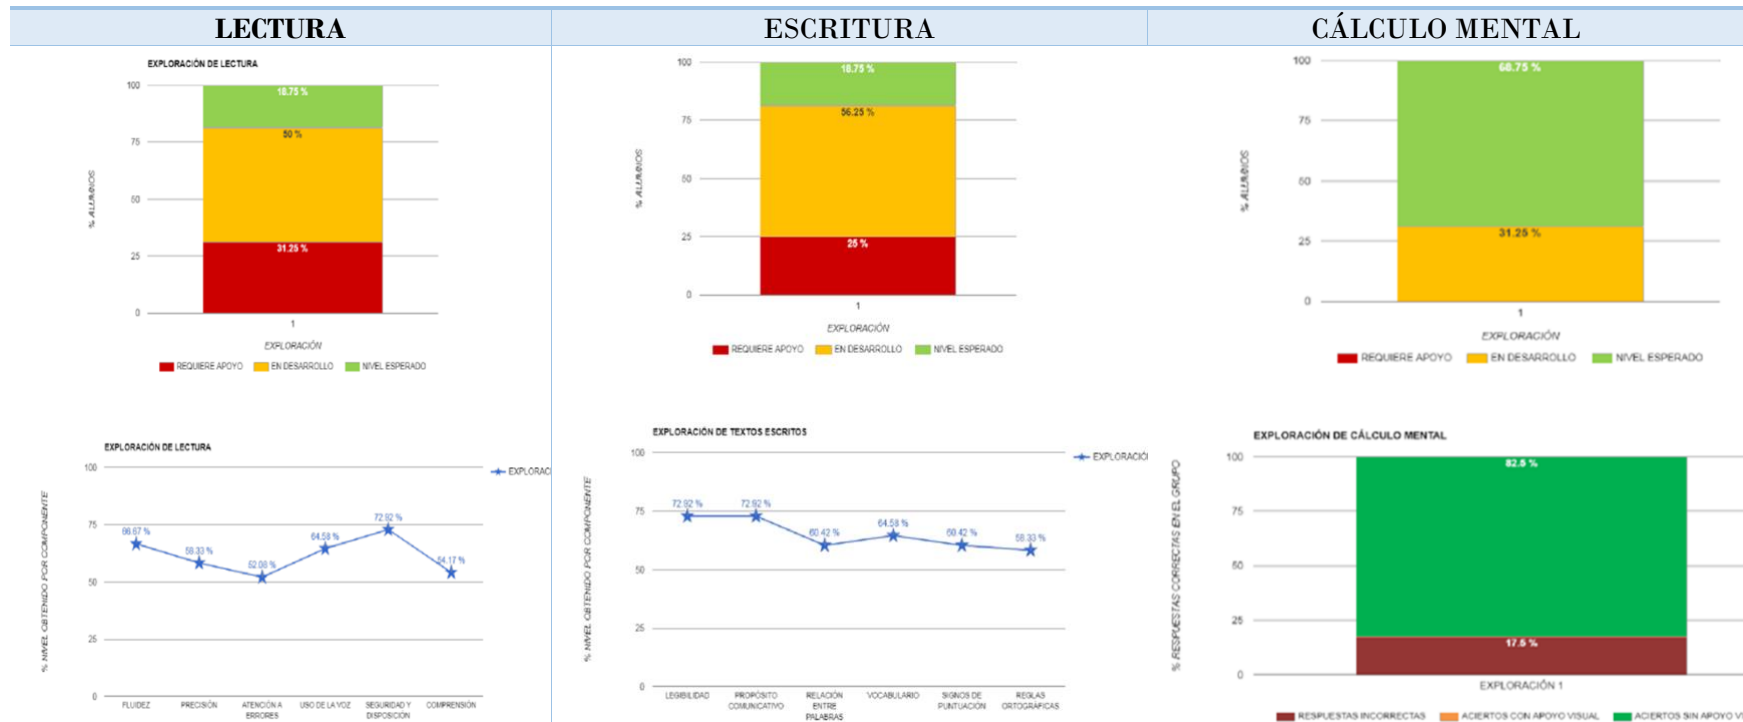 LECTURA
EXPLORACIÓN DE LECTURA
100
75
50
25
0
% ALUMNOS
18.75 %
50 %
31.25 %
1
EXPLORACIÓN
REQUIERE APOYO EN DESARROLLO NIVEL ESPERADO
EXPLORACIÓN DE LECTURA
100
75
50
25
0
% NIVEL OBTENIDO POR COMPONENTE
EXPLORAC
66.67 %
58.33 %
52.08 %
64.58 %
72.92 %
54.17 %
FLUIDEZ
PRECISIÓN
ATENCIÓN A
ERRORES
USO DE LA VOZ
SEGURIDAD Y
DISPOSICIÓN
COMPRENSIÓN
ESCRITURA
100
75
50
25
0
% ALUMNOS
18.75 %
56.25 %
25 %
1
EXPLORACIÓN
REQUIERE APOYO EN DESARROLLO NIVEL ESPERADO
EXPLORACIÓN DE TEXTOS ESCRITOS
100
75
50
25
0
% NIVEL OBTENIDO POR COMPONENTE
EXPLORACIÓ
72.92 %
72.92 %
60.42 %
64.58 %
60.42 %
58.33 %
LEGIBILIDAD
PROPÓSITO
COMUNICATIVO
RELACIÓN
ENTRE
PALABRAS
VOCABULARIO
SIGNOS DE
PUNTUACIÓN
REGLAS
ORTOGRÁFICAS
CÁLCULO MENTAL
100
75
50
25
0
% ALUMNOS
68.75 %
31.25 %
1
EXPLORACIÓN
REQUIERE APOYO EN DESARROLLO NIVEL ESPERADO
EXPLORACIÓN DE CÁLCULO MENTAL
100
75
50
25
0
% RESPUESTAS CORRECTAS EN EL GRUPO
82.5 %
17.5 %
EXPLORACIÓN 1
RESPUESTAS INCORRECTAS ACIERTOS CON APOYO VISUAL ACIERTOS SIN APOYO VI